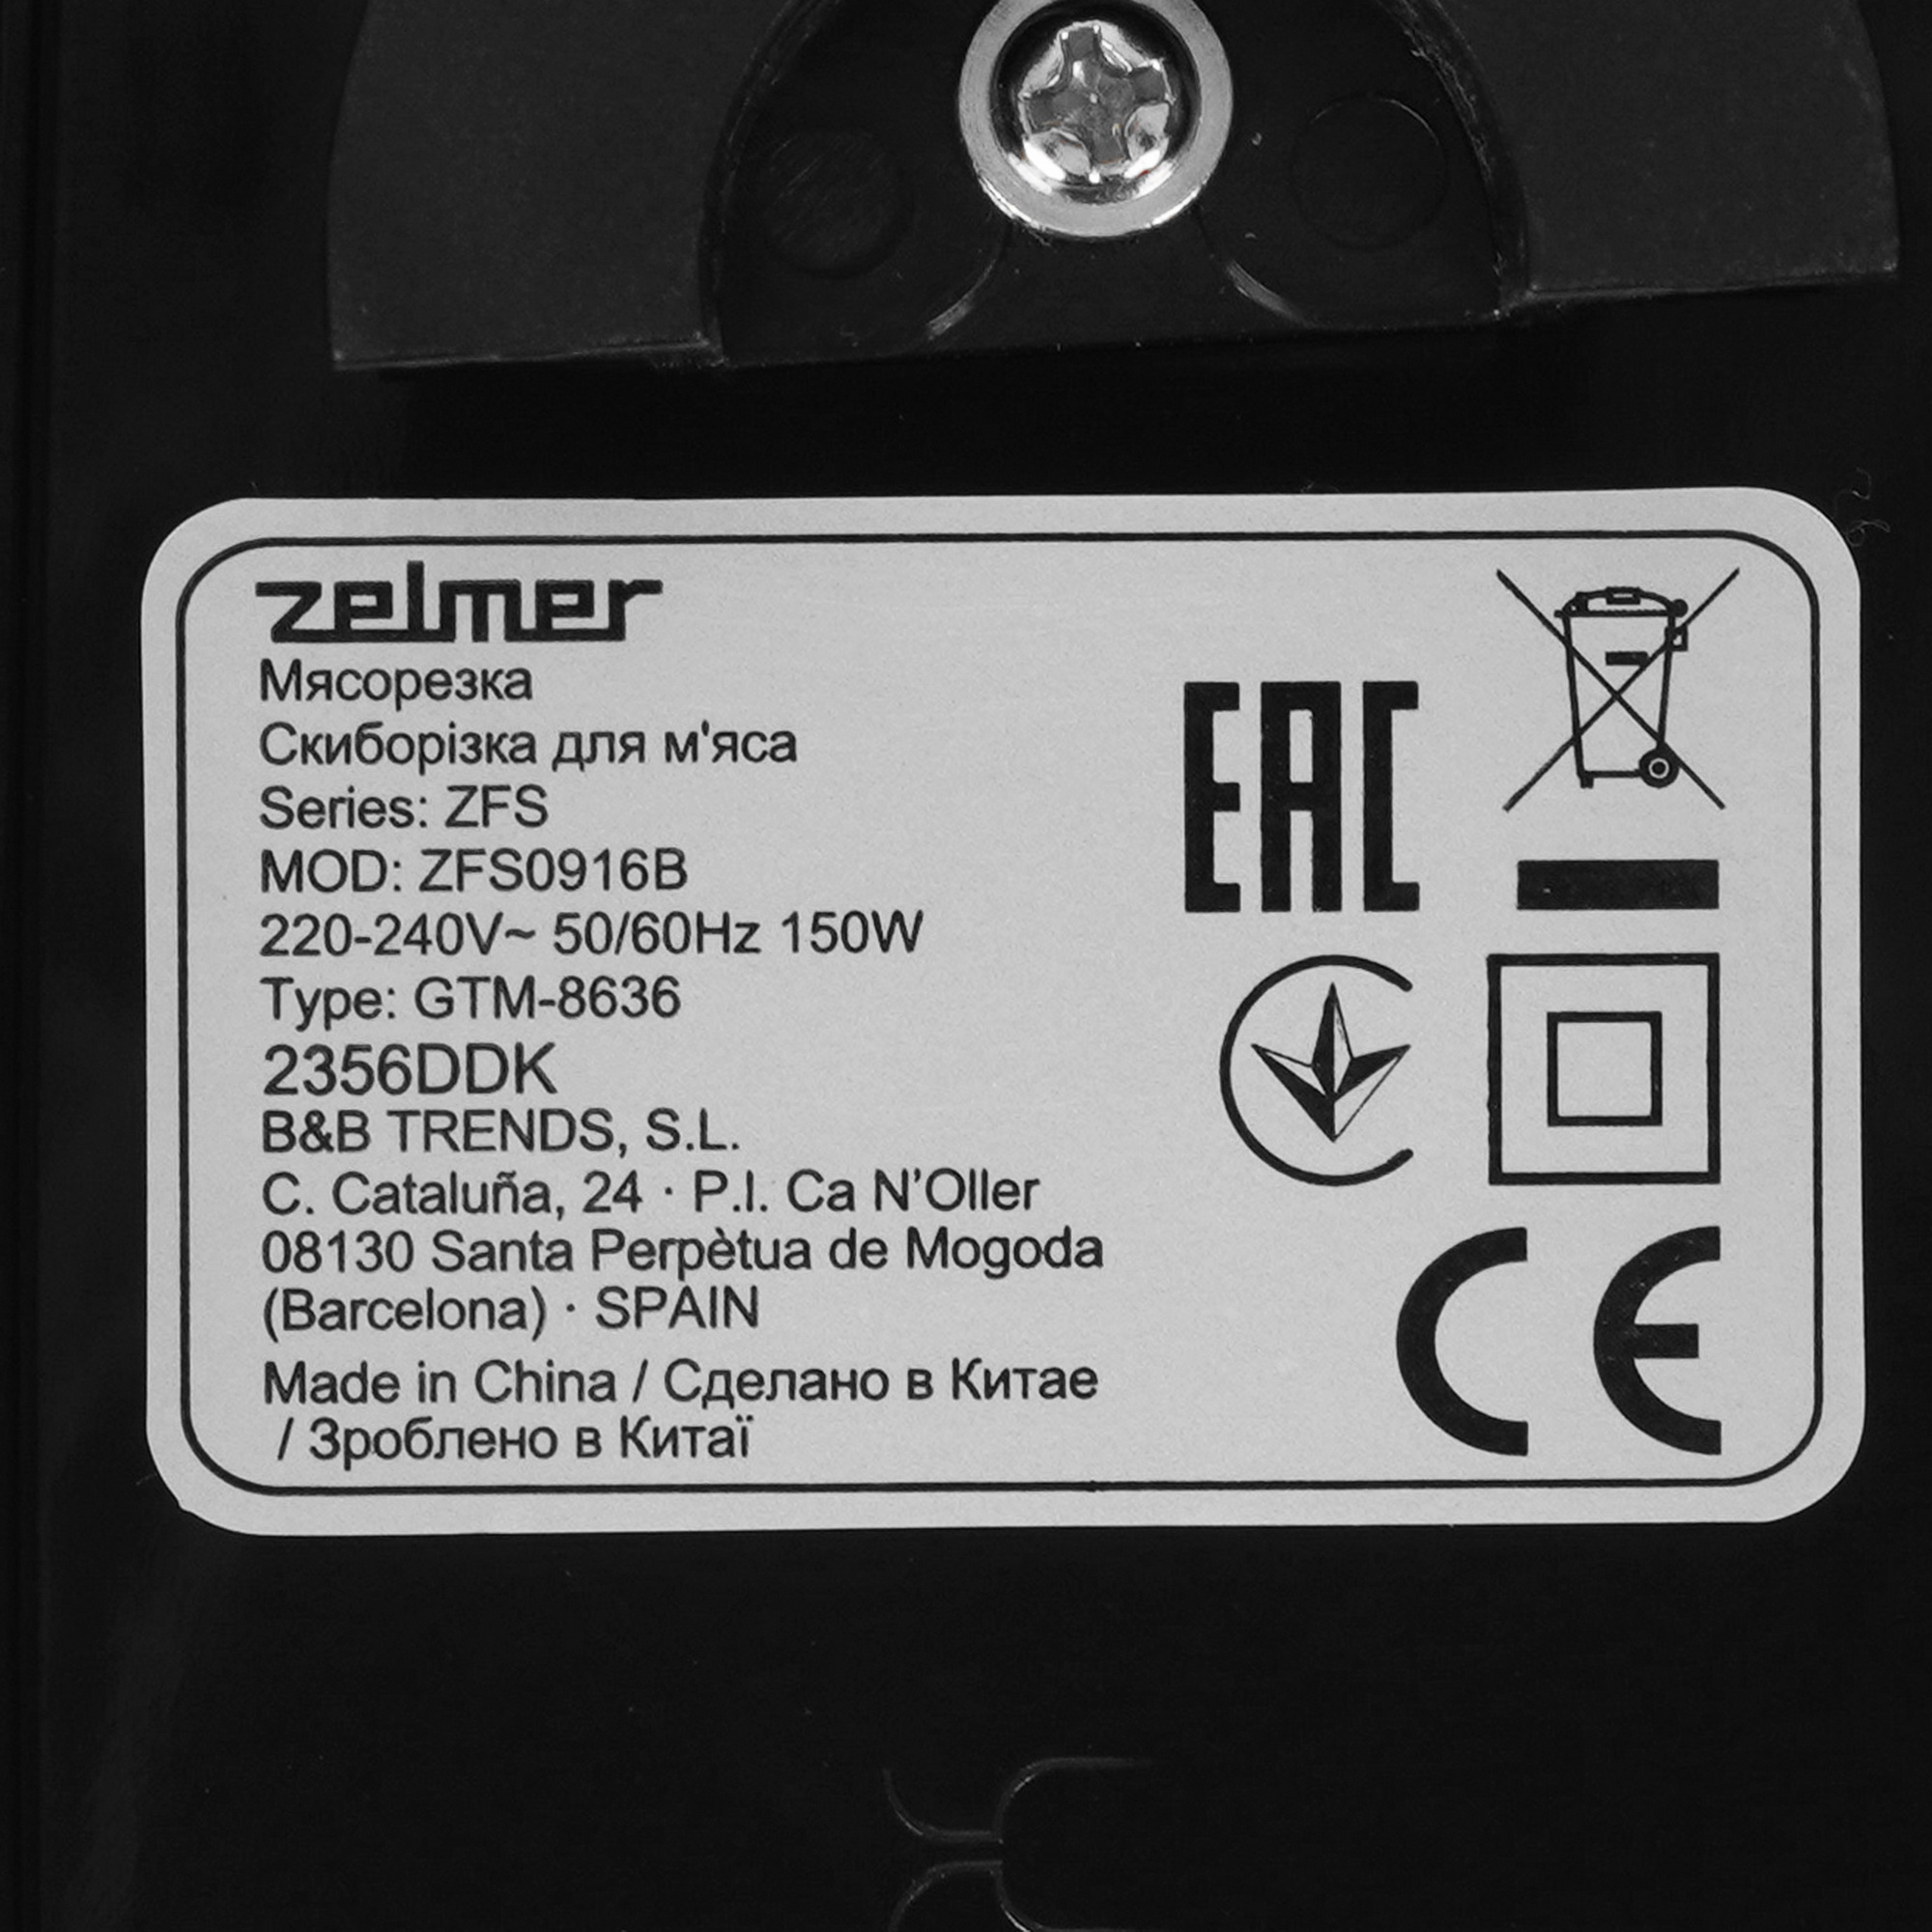 zelmer
Мясорезка
Скиборізка для м'яса
Series: ZFS
MOD: ZFS0916B
220-240V~ 50/60Hz 150W
Type: GTM-8636
2356DDK
B&B TRENDS, S.L.
C. Cataluña, 24 · P.I. Ca N’Oller
08130 Santa Perpètua de Mogoda
(Barcelona) · SPAIN
Made in China / Сделано в Китае
/ Зроблено в Китаї
EAC
CE